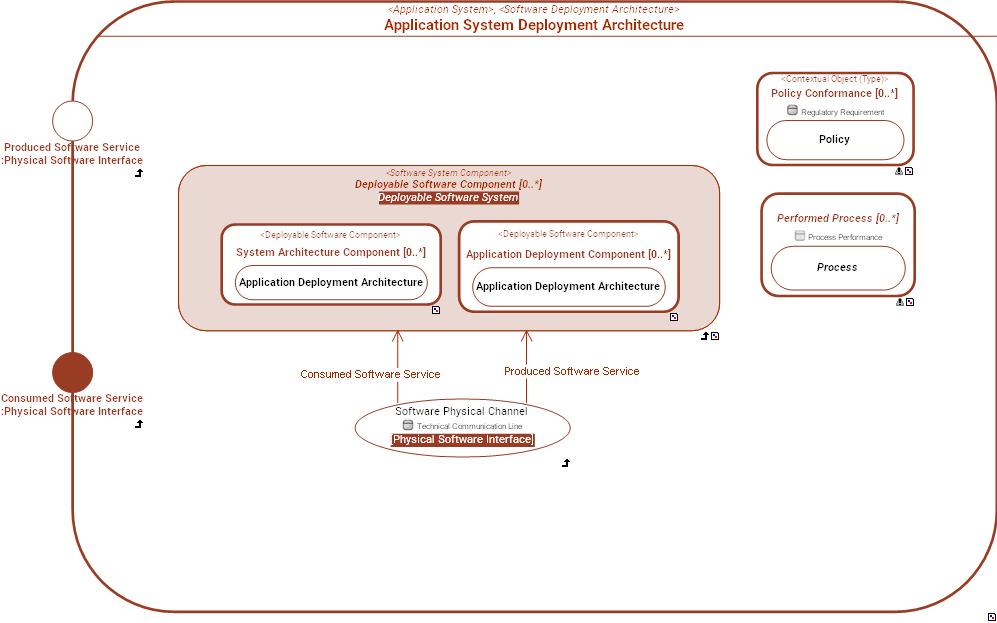 <Application System>, <Software Deployment Architecture>
Application System Deployment Architecture
<Contextual Object (Type)>
Policy Conformance [0..*]
Regulatory Requirement
Policy
Produced Software Service
:Physical Software Interface
<Software System Component>
Deployable Software Component [0..*]
Deployable Software System
<Deployable Software Component>
System Architecture Component [0..*]
Application Deployment Architecture
<Deployable Software Component>
Application Deployment Component [0..*]
Application Deployment Architecture
Performed Process [0..*]
Process Performance
Process
Consumed Software Service
Produced Software Service
Consumed Software Service
:Physical Software Interface
Software Physical Channel
Technical Communication Line
[Physical Software Interface]